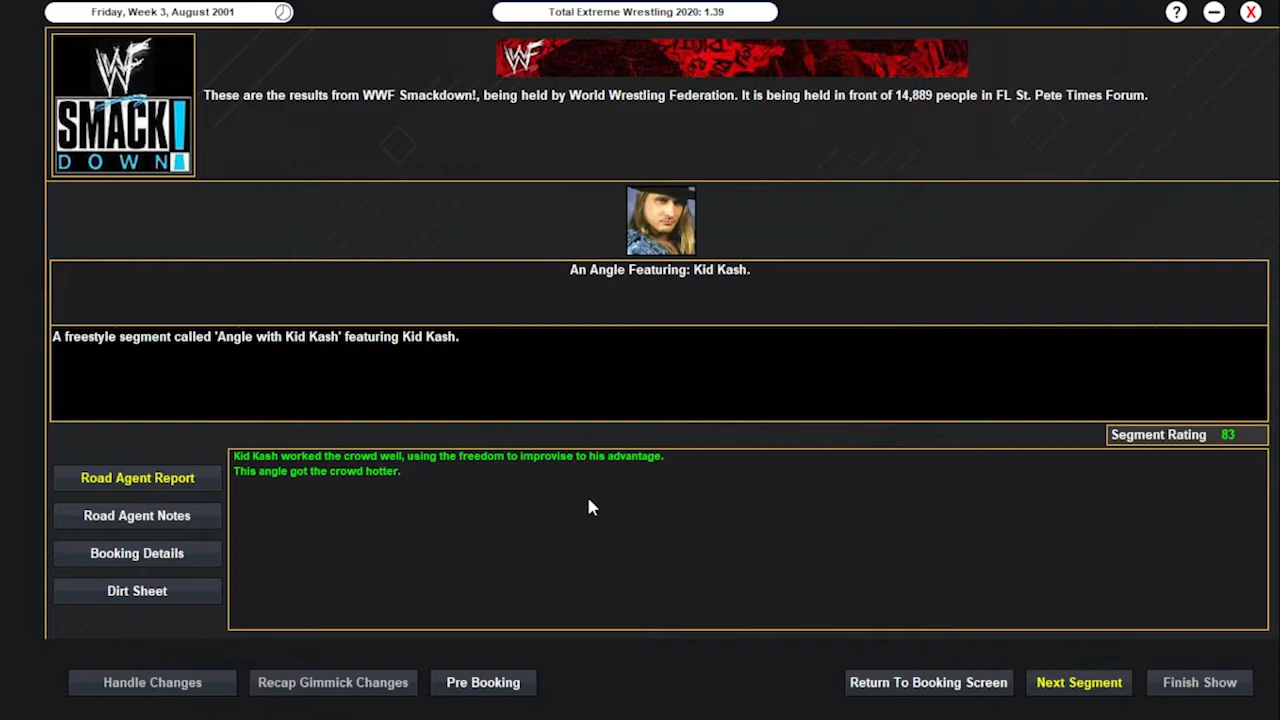 Friday, Week 3, August 2001
Total Extreme Wrestling 2020: 1.39
?
X
WF
SMACK
DOWN!
WF
These are the results from WWF Smackdown!, being held by World Wrestling Federation. It is being held in front of 14,889 people in FL St. Pete Times Forum.
An Angle Featuring: Kid Kash.
A freestyle segment called 'Angle with Kid Kash' featuring Kid Kash.
Segment Rating 83
Kid Kash worked the crowd well, using the freedom to improvise to his advantage.
This angle got the crowd hotter.
Road Agent Report
Road Agent Notes
Booking Details
Dirt Sheet
Handle Changes
Recap Gimmick Changes
Pre Booking
Return To Booking Screen
Next Segment
Finish Show